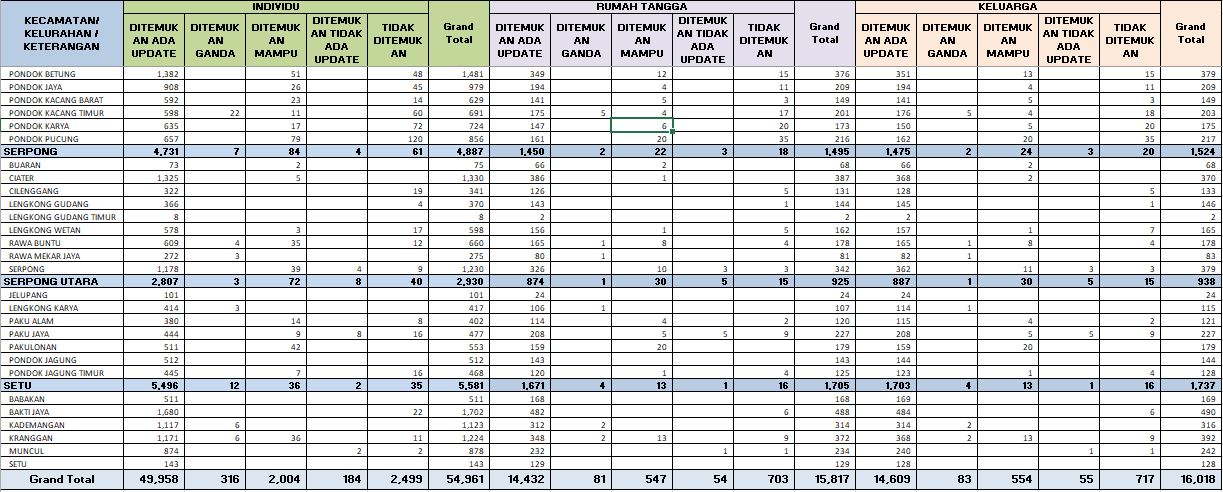 INDIVIDU RUMAH TANGGA KELUARGA
KECAMATAN/ KELURAHAN / KETERANGAN DITEMUKAN ADA UPDATE DITEMUKAN GANDA DITEMUKAN MAMPU DITEMUKAN TIDAK ADA UPDATE TIDAK DITEMUKAN Grand Total DITEMUKAN ADA UPDATE DITEMUKAN GANDA DITEMUKAN MAMPU DITEMUKAN TIDAK ADA UPDATE TIDAK DITEMUKAN Grand Total DITEMUKAN ADA UPDATE DITEMUKAN GANDA DITEMUKAN MAMPU DITEMUKAN TIDAK ADA UPDATE TIDAK DITEMUKAN Grand Total
PONDOK BETUNG 1,382 51 48 1,481 349 12 15 376 351 13 15 379
PONDOK JAYA 908 26 45 979 194 4 11 209 194 4 11 209
PONDOK KACANG BARAT 592 23 14 629 141 5 3 149 141 5 3 149
PONDOK KACANG TIMUR 598 22 11 60 691 175 5 4 17 201 176 5 4 18 203
PONDOK KARYA 635 17 72 724 147 6 20 173 150 5 20 175
PONDOK PUCUNG 657 79 120 856 161 20 35 216 162 20 35 217
SERPONG 4,731 7 84 4 61 4,887 1,450 2 22 3 18 1,495 1,475 2 24 3 20 1,524
BUARAN 73 2 75 66 2 68 66 2 68
CIATER 1,325 5 1,330 386 1 387 368 2 370
CILENGGANG 322 19 341 126 5 131 128 5 133
LENGKONG GUDANG 366 4 370 143 1 144 145 1 146
LENGKONG GUDANG TIMUR 8 8 2 2 2 2
LENGKONG WETAN 578 3 17 598 156 1 5 162 157 1 7 165
RAWA BUNTU 609 4 35 12 660 165 1 8 4 178 165 1 8 4 178
RAWA MEKAR JAYA 272 3 275 80 1 81 82 1 83
SERPONG 1,178 39 4 9 1,230 326 10 3 3 342 362 11 3 3 379
SERPONG UTARA 2,807 3 72 8 40 2,930 874 1 30 5 15 925 887 1 30 5 15 938
JELUPANG 101 101 24 24 24 24
LENGKONG KARYA 414 3 417 106 1 107 114 1 115
PAKU ALAM 380 14 8 402 114 4 2 120 115 4 2 121
PAKU JAYA 444 9 8 16 477 208 5 5 9 227 208 5 5 9 227
PAKULONAN 511 42 553 159 20 179 159 20 179
PONDOK JAGUNG 512 512 143 143 144 144
PONDOK JAGUNG TIMUR 445 7 16 468 120 1 4 125 123 1 4 128
SETU 5,496 12 36 2 35 5,581 1,671 4 13 1 16 1,705 1,703 4 13 1 16 1,737
BABAKAN 511 511 168 168 169 169
BAKTI JAYA 1,680 22 1,702 482 6 488 484 6 490
KADEMANGAN 1,117 6 1,123 312 2 314 314 2 316
KRANGGAN 1,171 6 36 11 1,224 348 2 13 9 372 368 2 13 9 392
MUNCUL 874 2 2 878 232 1 1 234 240 1 1 242
SETU 143 143 129 129 128 128
Grand Total 49,958 316 2,004 184 2,499 54,961 14,432 81 547 54 703 15,817 14,609 83 554 55 717 16,018